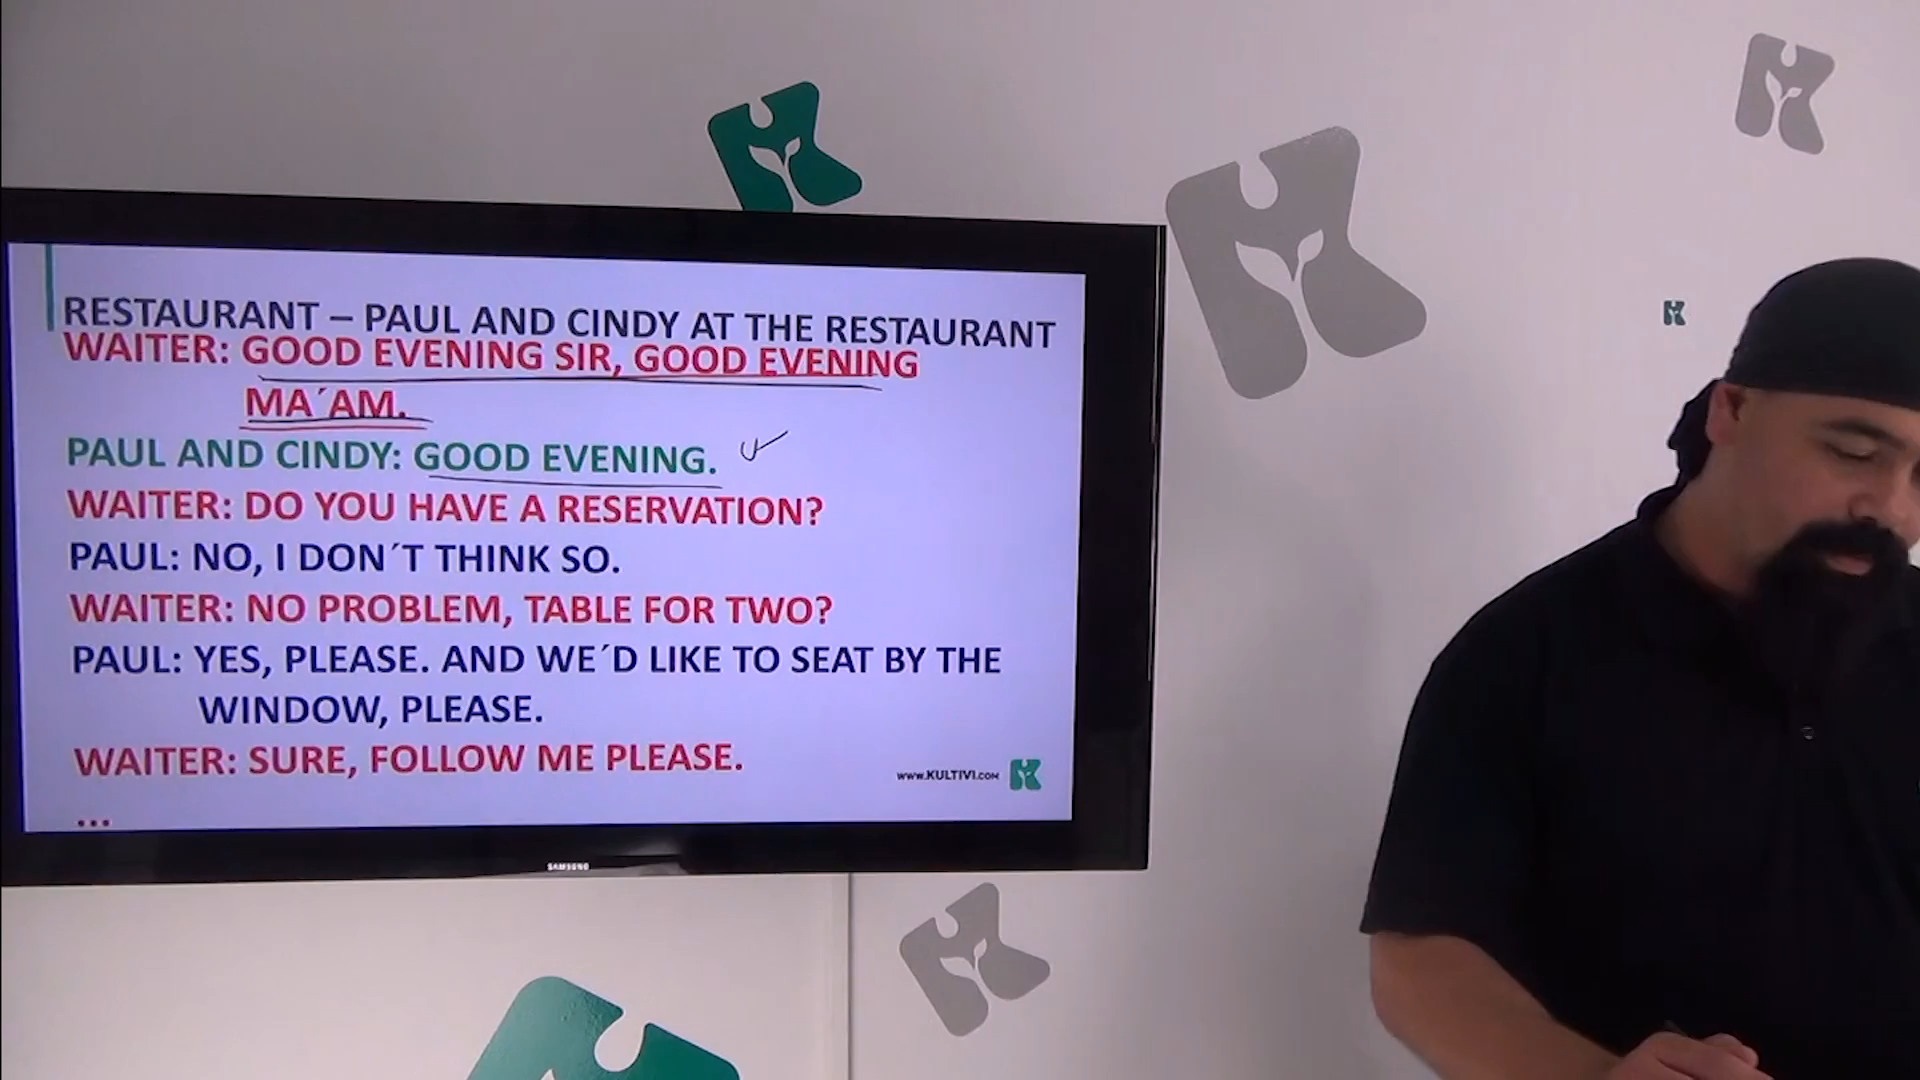 RESTAURANT – PAUL AND CINDY AT THE RESTAURANT
WAITER: GOOD EVENING SIR, GOOD EVENING
MA´AM.
PAUL AND CINDY: GOOD EVENING.
WAITER: DO YOU HAVE A RESERVATION?
PAUL: NO, I DON´T THINK SO.
WAITER: NO PROBLEM, TABLE FOR TWO?
PAUL: YES, PLEASE. AND WE´D LIKE TO SEAT BY THE
WINDOW, PLEASE.
WAITER: SURE, FOLLOW ME PLEASE.
...
WWW.KULTIVI.COM
SAMSUNG